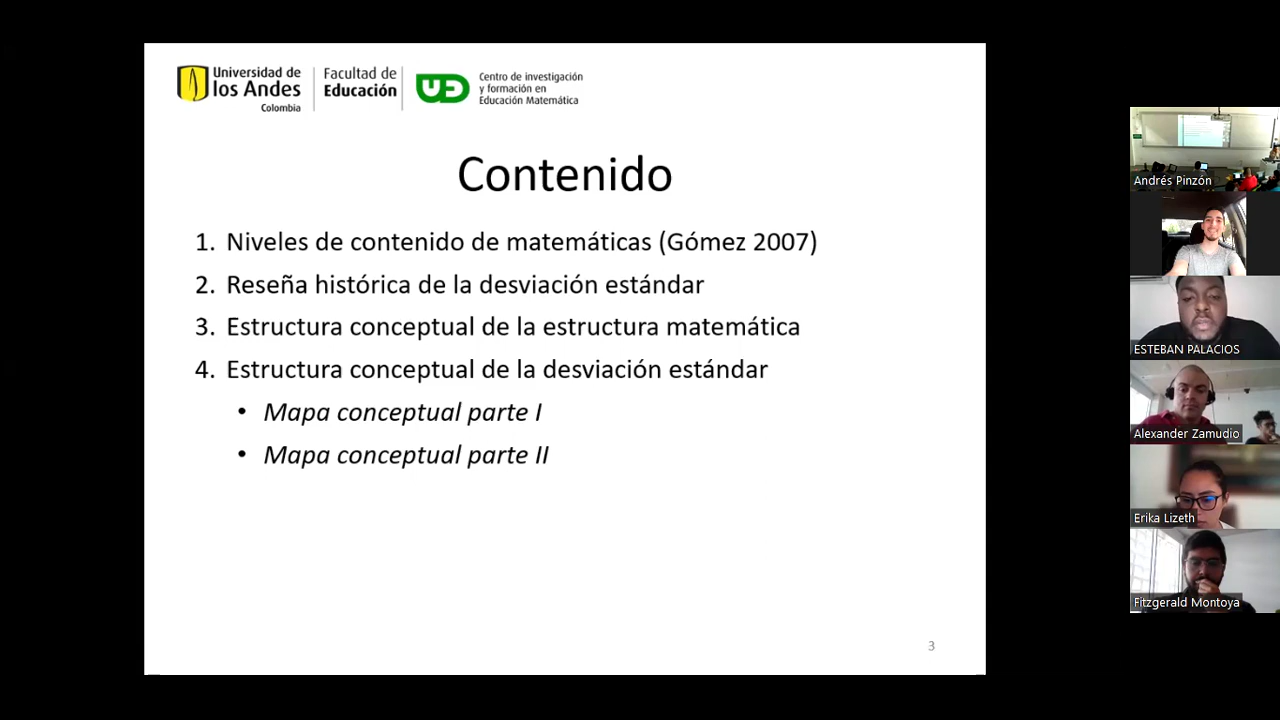 Universidad de
los Andes
Colombia
Facultad de
Educación
Centro de investigación
y formación en
Educación Matemática
Contenido
1. Niveles de contenido de matemáticas (Gómez 2007)
2. Reseña histórica de la desviación estándar
3. Estructura conceptual de la estructura matemática
4. Estructura conceptual de la desviación estándar
• Mapa conceptual parte I
• Mapa conceptual parte II
3
Andrés Pinzón
ESTEBAN PALACIOS
Alexander Zamudio
Erika Lizeth
Fitzgerald Montoya